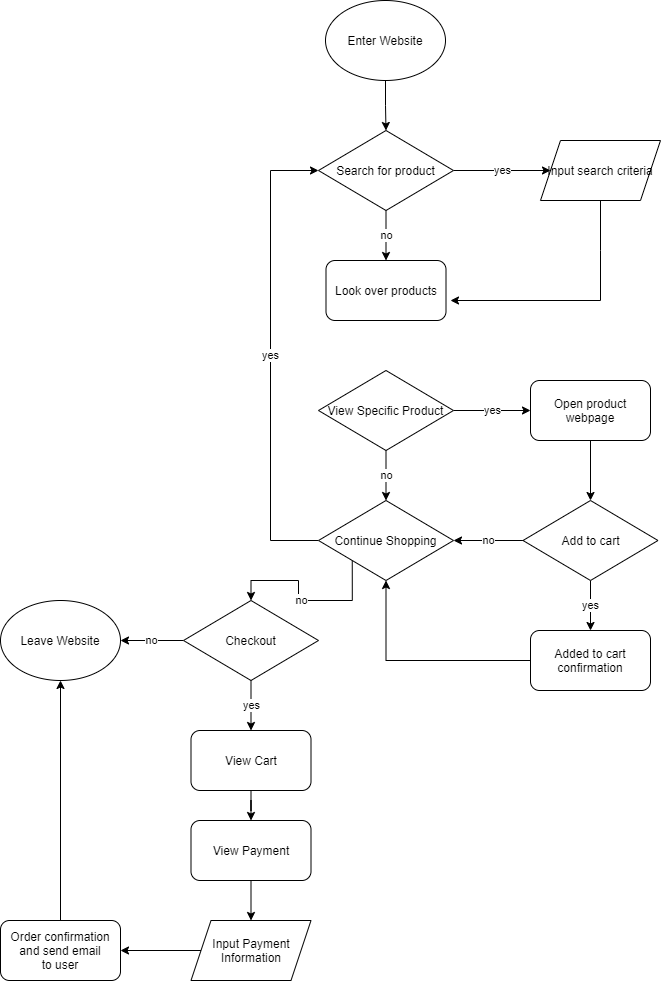 Enter Website
Search for product
yes
Input search criteria
no
Look over products
yes
View Specific Product
yes
Open product
webpage
no
Continue Shopping
no
Add to cart
yes
no
Leave Website
no
Checkout
Added to cart
confirmation
yes
View Cart
View Payment
Order confirmation
and send email
to user
Input Payment
Information